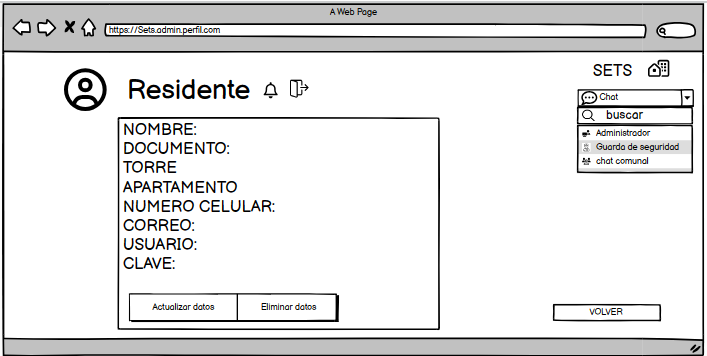 A Web Page
https://Sets.admin.perfil.com
SETS
Residente
Chat
buscar
Administrador
Guarda de seguridad
chat comunal
NOMBRE:
DOCUMENTO:
TORRE
APARTAMENTO
NUMERO CELULAR:
CORREO:
USUARIO:
CLAVE:
Actualizar datos
Eliminar datos
VOLVER